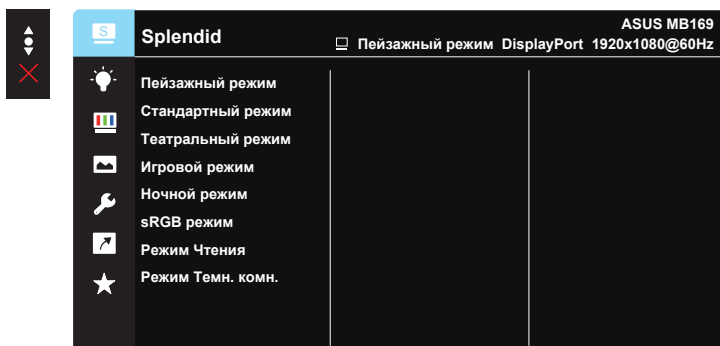 S
Splendid
ASUS MB169
Пейзажный режим DisplayPort 1920x1080@60Hz
Пейзажный режим
Стандартный режим
Театральный режим
Игровой режим
Ночной режим
sRGB режим
Режим Чтения
Режим Темн. комн.